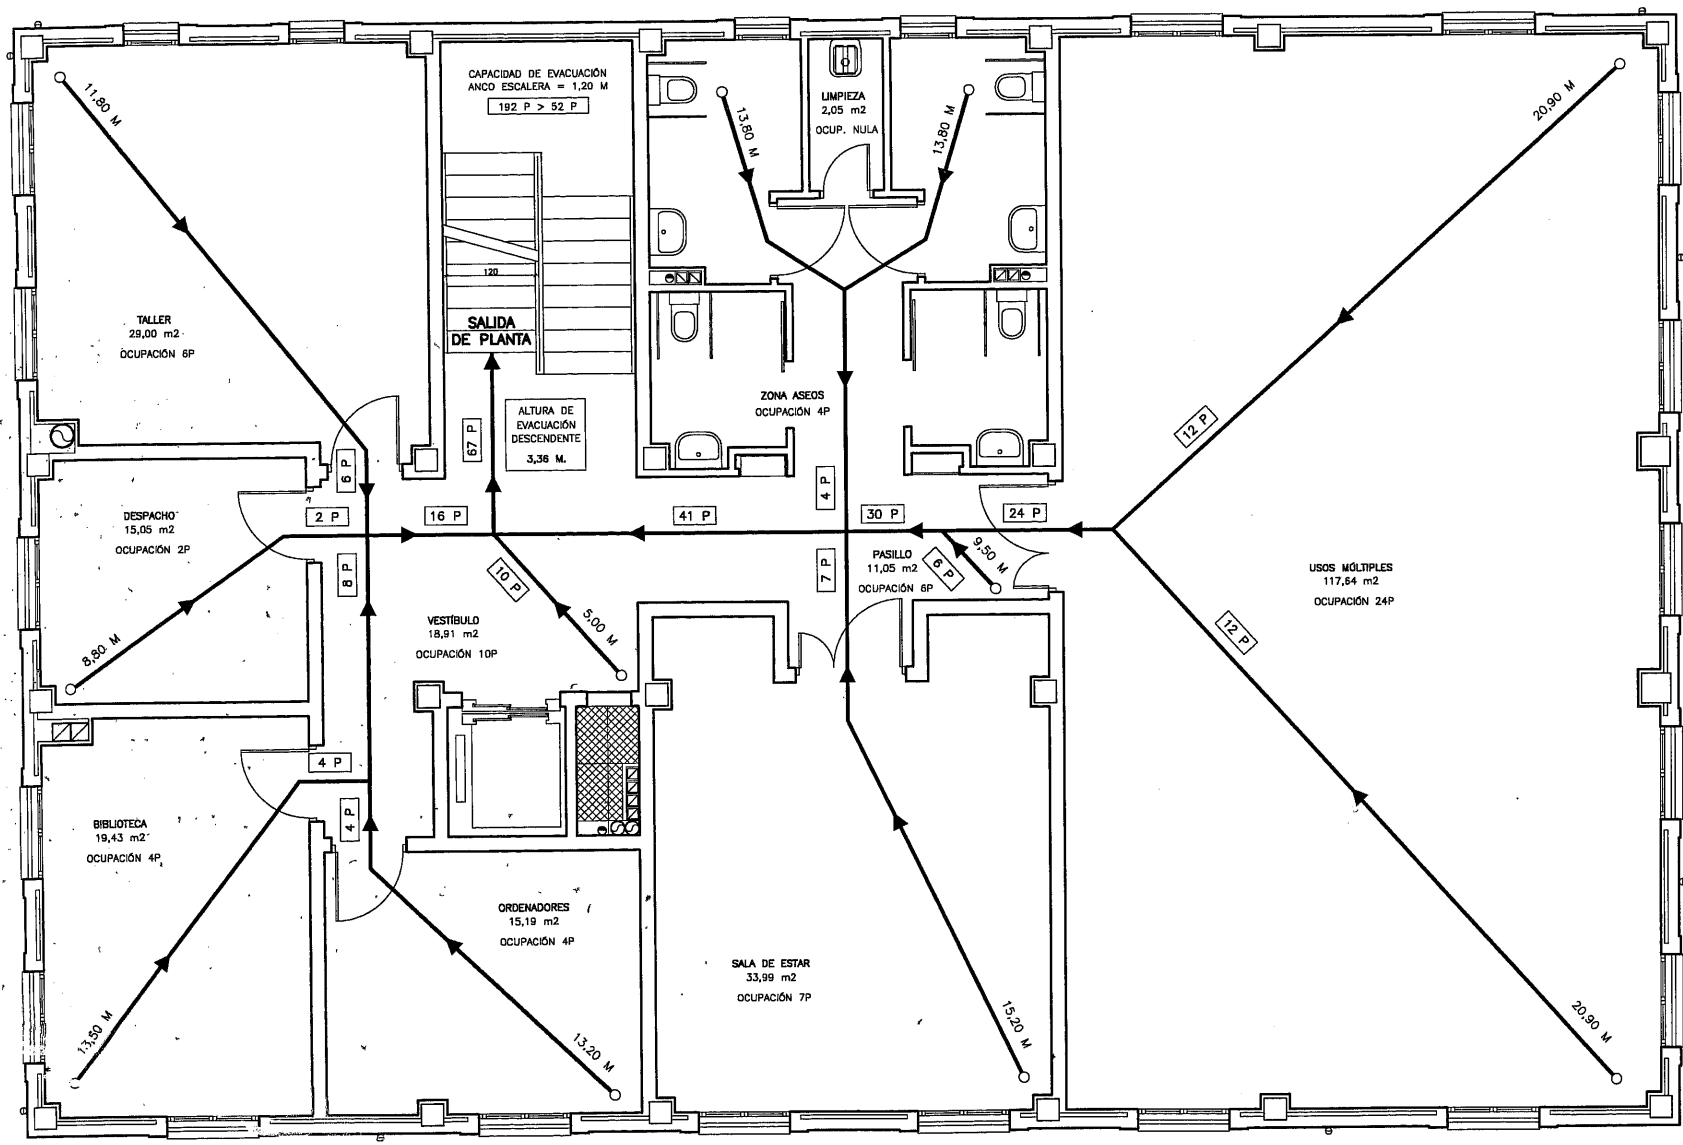 CAPACIDAD DE EVACUACIÓN
ANCO ESCALERA = 1,20 M
192 P > 52 P
11,80 M
13,80 M
LIMPIEZA
2,05 m2
OCUP. NULA
13,80 M
20,90 M
120
SALIDA
DE PLANTA
TALLER
29,00 m2
OCUPACIÓN 6P
ZONA ASEOS
OCUPACIÓN 4P
ALTURA DE
EVACUACIÓN
DESCENDENTE
3,36 M.
67 P
12 P
6 P
4 P
DESPACHO
15,05 m2
OCUPACIÓN 2P
2 P
16 P
41 P
30 P
24 P
8 P
10 P
7 P
PASILLO
11,05 m2
OCUPACIÓN 6P
6 P
9,50 M
USOS MÚLTIPLES
117,64 m2
OCUPACIÓN 24P
12 P
8,80 M
VESTÍBULO
18,91 m2
OCUPACIÓN 10P
5,00 M
4 P
4 P
BIBLIOTECA
19,43 m2
OCUPACIÓN 4P
ORDENADORES
15,19 m2
OCUPACIÓN 4P
SALA DE ESTAR
33,99 m2
OCUPACIÓN 7P
13,50 M
13,20 M
15,20 M
20,90 M